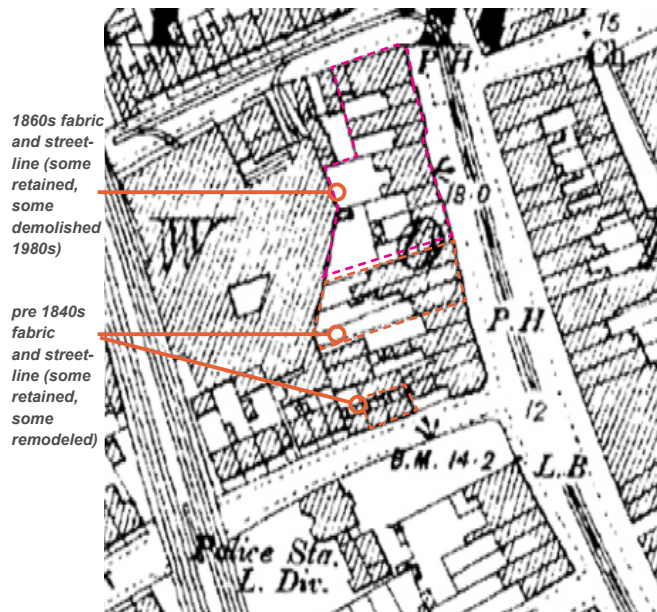 1860s fabric
and street-
line (some
retained,
some
demolished
1980s)
pre 1840s
fabric
and street-
line (some
retained,
some
remodeled)
P. H.
15
Ch
18·0
P. H.
12
B.M. 14·2
L. B.
Police Sta.
L. Div.